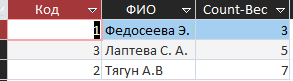 Код ФИО Count-Вес
1 Федосеева Э. 3
3 Лаптева С. А. 5
2 Тягун А.В 7